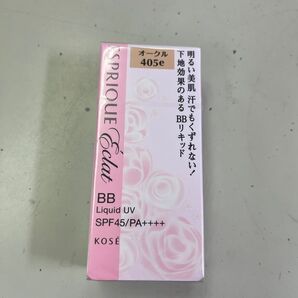 オークル
405e
明るい美肌 汗でもくずれない!
下地効果のあるBBリキッド
ESPRIQUE
Éclat
BB
Liquid UV
SPF45/PA++++
KOSÉ